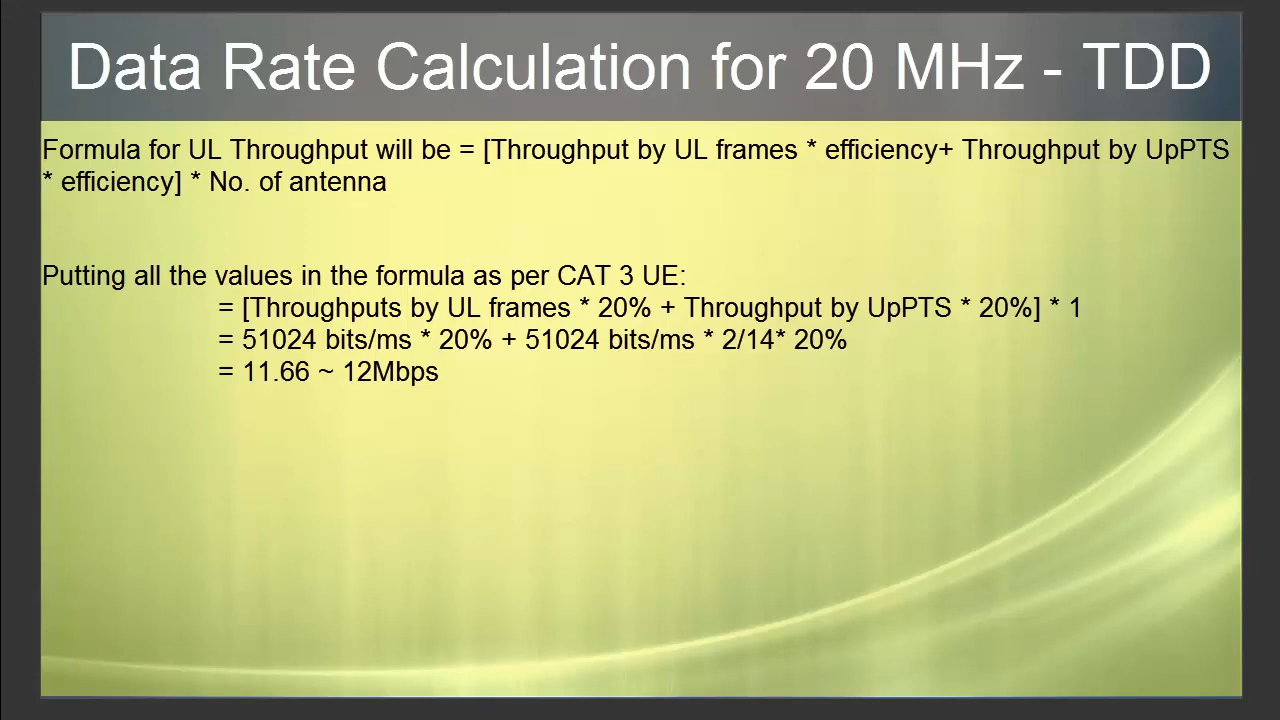 Data Rate Calculation for 20 MHz - TDD
Formula for UL Throughput will be = [Throughput by UL frames * efficiency+ Throughput by UpPTS
* efficiency] * No. of antenna
Putting all the values in the formula as per CAT 3 UE:
= [Throughputs by UL frames * 20% + Throughput by UpPTS * 20%] * 1
= 51024 bits/ms * 20% + 51024 bits/ms * 2/14* 20%
= 11.66 ~ 12Mbps